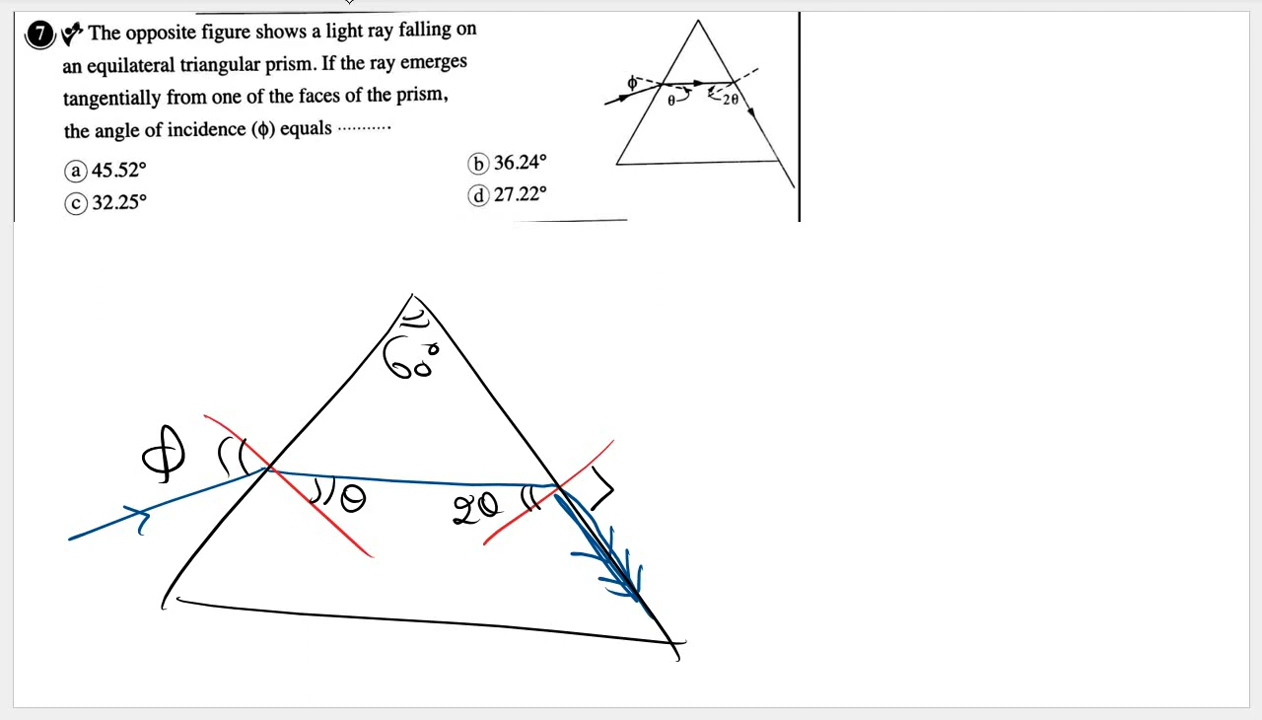 7 The opposite figure shows a light ray falling on
an equilateral triangular prism. If the ray emerges
tangentially from one of the faces of the prism,
the angle of incidence (ϕ) equals ...........
a 45.52°
b 36.24°
c 32.25°
d 27.22°
ϕ
θ
2θ
60°
ϕ
θ
2θ